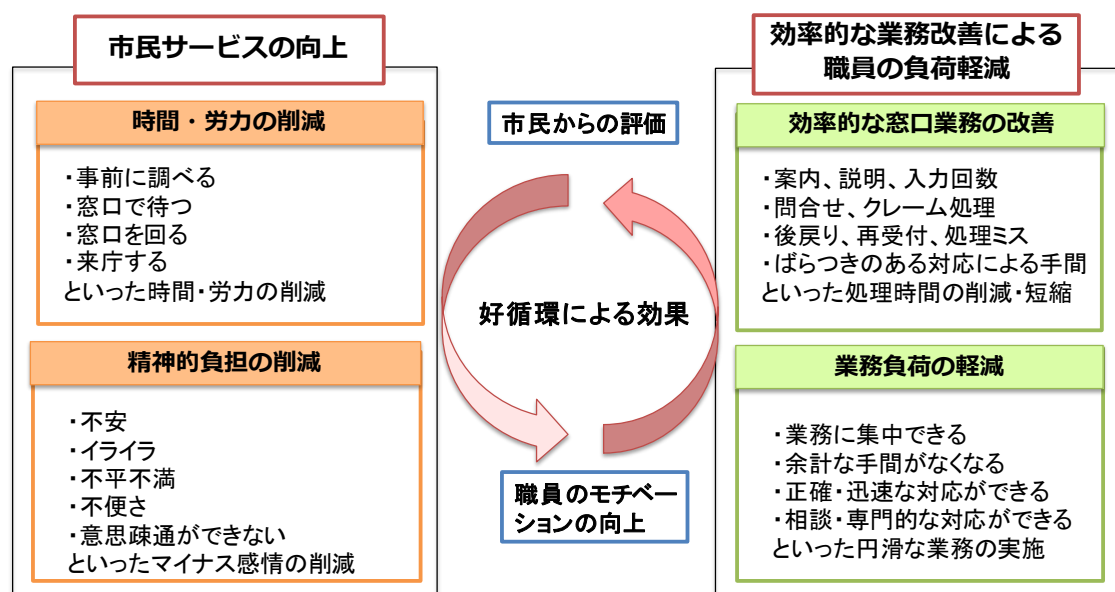 市民サービスの向上
時間・労力の削減
・事前に調べる
・窓口で待つ
・窓口を回る
・来庁する
といった時間・労力の削減
精神的負担の削減
・不安
・イライラ
・不平不満
・不便さ
・意思疎通ができない
といったマイナス感情の削減
市民からの評価
好循環による効果
職員のモチベー
ションの向上
効率的な業務改善による
職員の負荷軽減
効率的な窓口業務の改善
・案内、説明、入力回数
・問合せ、クレーム処理
・後戻り、再受付、処理ミス
・ばらつきのある対応による手間
といった処理時間の削減・短縮
業務負荷の軽減
・業務に集中できる
・余計な手間がなくなる
・正確・迅速な対応ができる
・相談・専門的な対応ができる
といった円滑な業務の実施